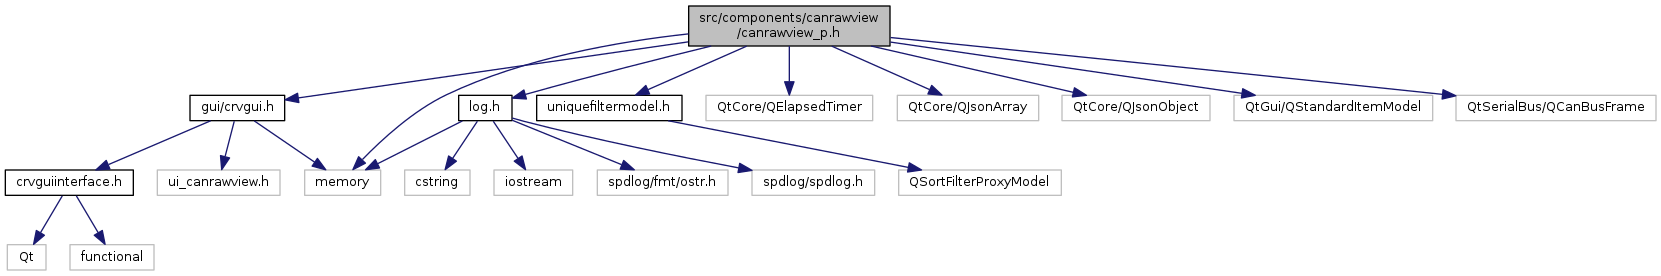 src/components/canrawview
/canrawview_p.h
gui/crvgui.h
log.h
uniquefiltermodel.h
QtCore/QElapsedTimer
QtCore/QJsonArray
QtCore/QJsonObject
QtGui/QStandardItemModel
QtSerialBus/QCanBusFrame
crvguiinterface.h
ui_canrawview.h
memory
cstring
iostream
spdlog/fmt/ostr.h
spdlog/spdlog.h
QSortFilterProxyModel
Qt
functional